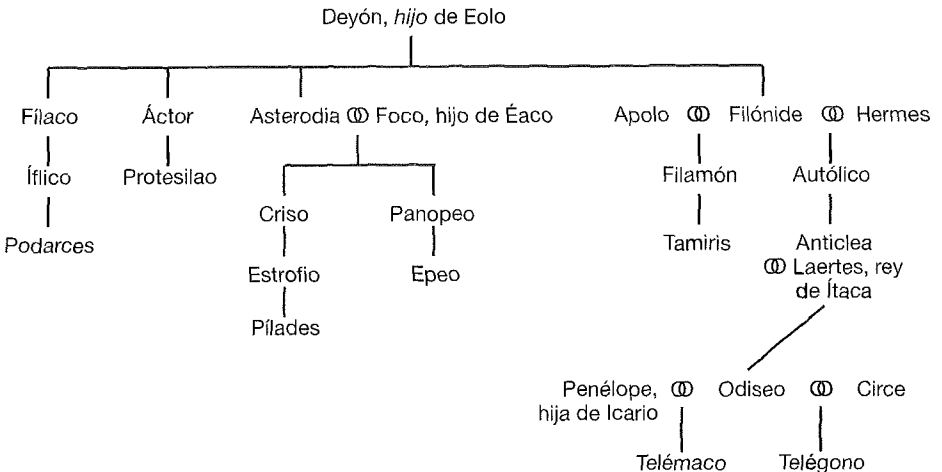 Deyón, hijo de Eolo
Fílaco Áctor Asterodia ⚭ Foco, hijo de Éaco Apolo ⚭ Filónide ⚭ Hermes
Íflico Protesilao Filamón Autólico
Criso Panopeo
Podarces Tamiris Anticlea
⚭ Laertes, rey
de Ítaca
Estrofio Epeo
Pílades
Penélope, ⚭ Odiseo ⚭ Circe
hija de Icario
Telémaco Telégono